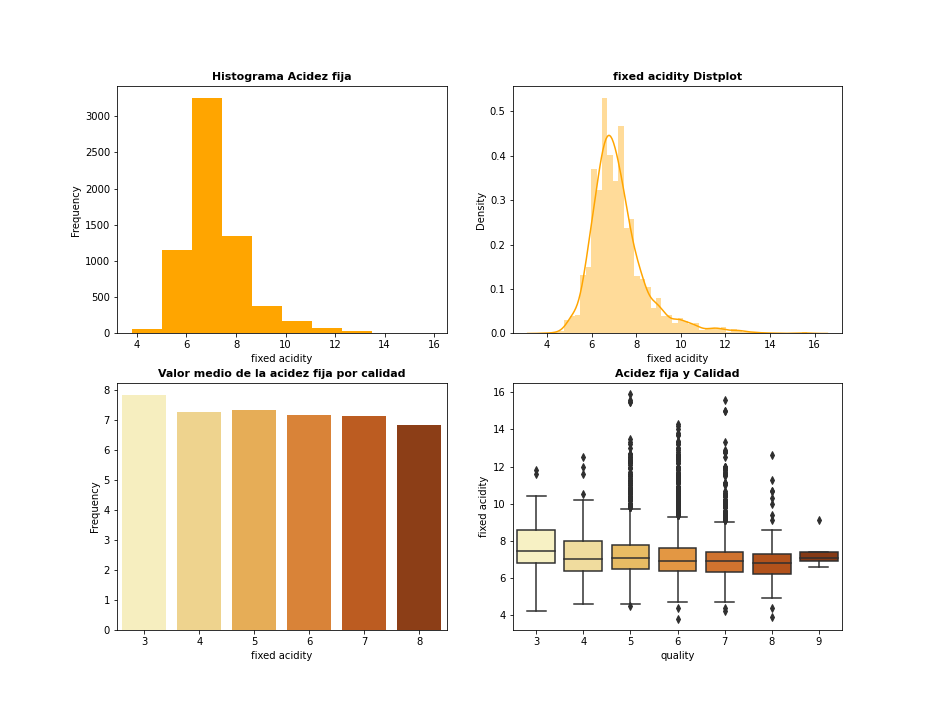 Histograma Acidez fija
3000
2500
2000
1500
1000
500
0
Frequency
4 6 8 10 12 14 16
fixed acidity
fixed acidity Distplot
0.5
0.4
0.3
0.2
0.1
0.0
Density
4 6 8 10 12 14 16
fixed acidity
Valor medio de la acidez fija por calidad
8
7
6
5
4
3
2
1
0
Frequency
3 4 5 6 7 8
fixed acidity
Acidez fija y Calidad
16
14
12
10
8
6
4
fixed acidity
3 4 5 6 7 8 9
quality